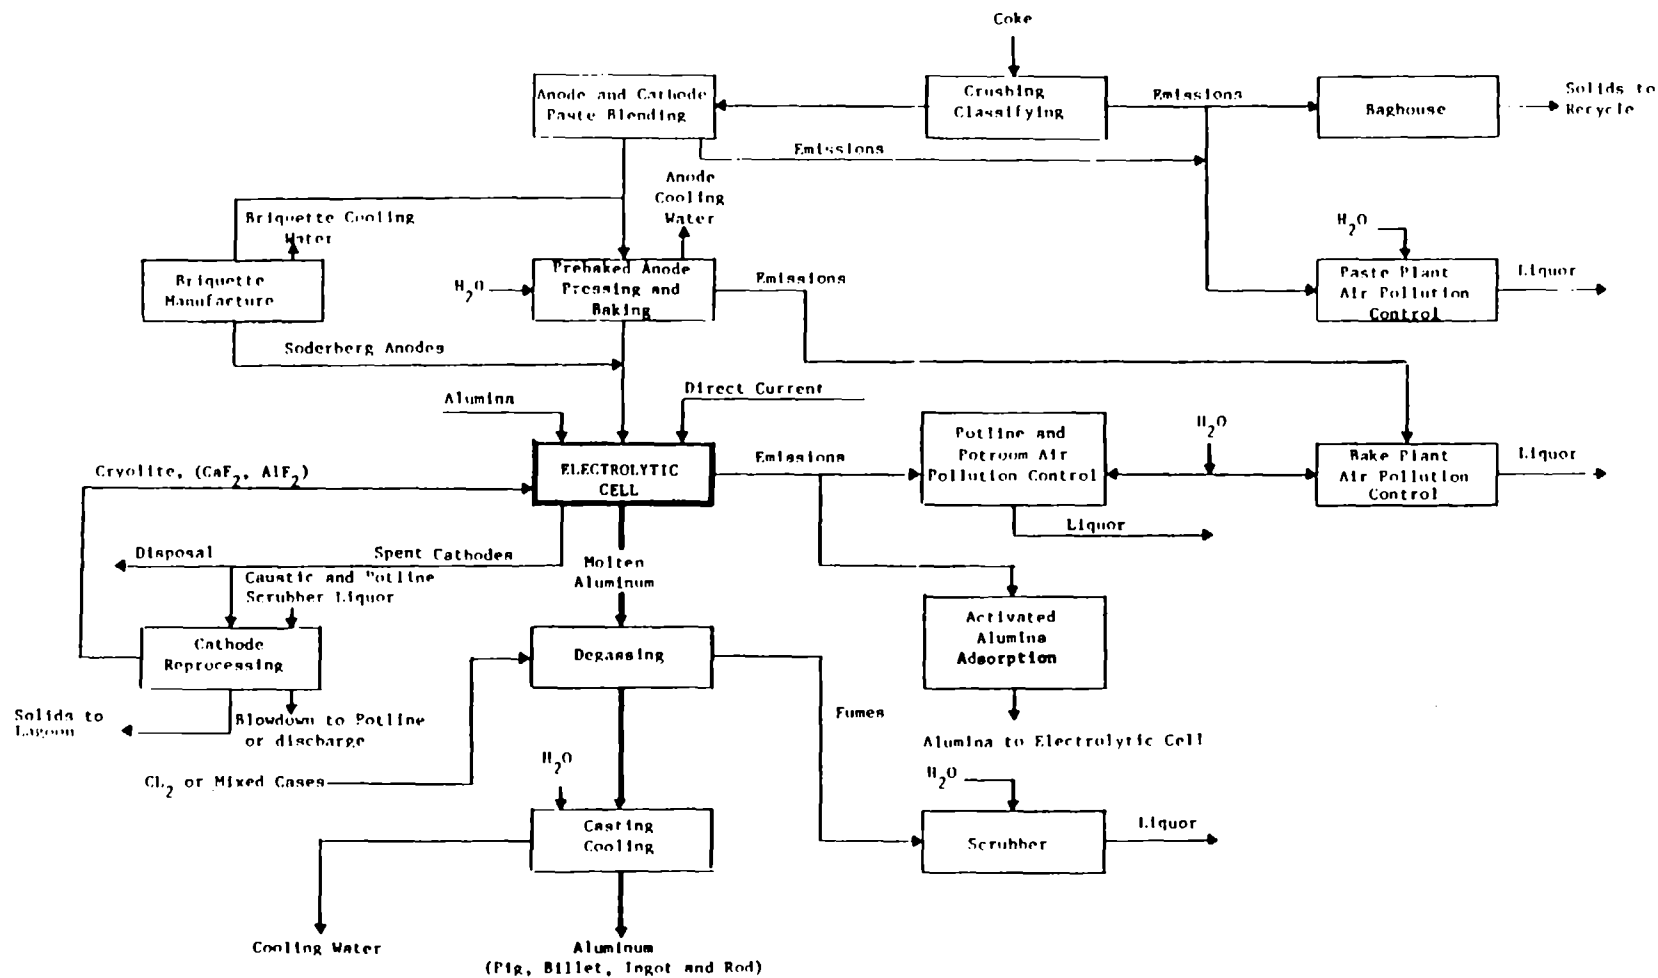 Coke
Anode and Cathode
Paste Blending
Crushing
Classifying
Emissions
Baghouse
Solids to
Recycle
Emissions
Anode
Cooling
Water
Briquette Cooling
Water
H2O
Briquette
Manufacture
H2O
Prebaked Anode
Pressing and
Baking
Emissions
Paste Plant
Air Pollution
Control
Liquor
Soderberg Anodes
Alumina
Direct Current
Cryolite, (CaF2, AlF2)
ELECTROLYTIC
CELL
Emissions
Potline and
Potroom Air
Pollution Control
H2O
Bake Plant
Air Pollution
Control
Liquor
Liquor
Disposal
Spent Cathodes
Molten
Aluminum
Caustic and Potline
Scrubber Liquor
Cathode
Reprocessing
Degassing
Activated
Alumina
Adsorption
Solids to
Lagoon
Blowdown to Potline
or discharge
Fumes
Alumina to Electrolytic Cell
CL2 or Mixed Cases
H2O
H2O
Casting
Cooling
Scrubber
Liquor
Cooling Water
Aluminum
(Pig, Billet, Ingot and Rod)